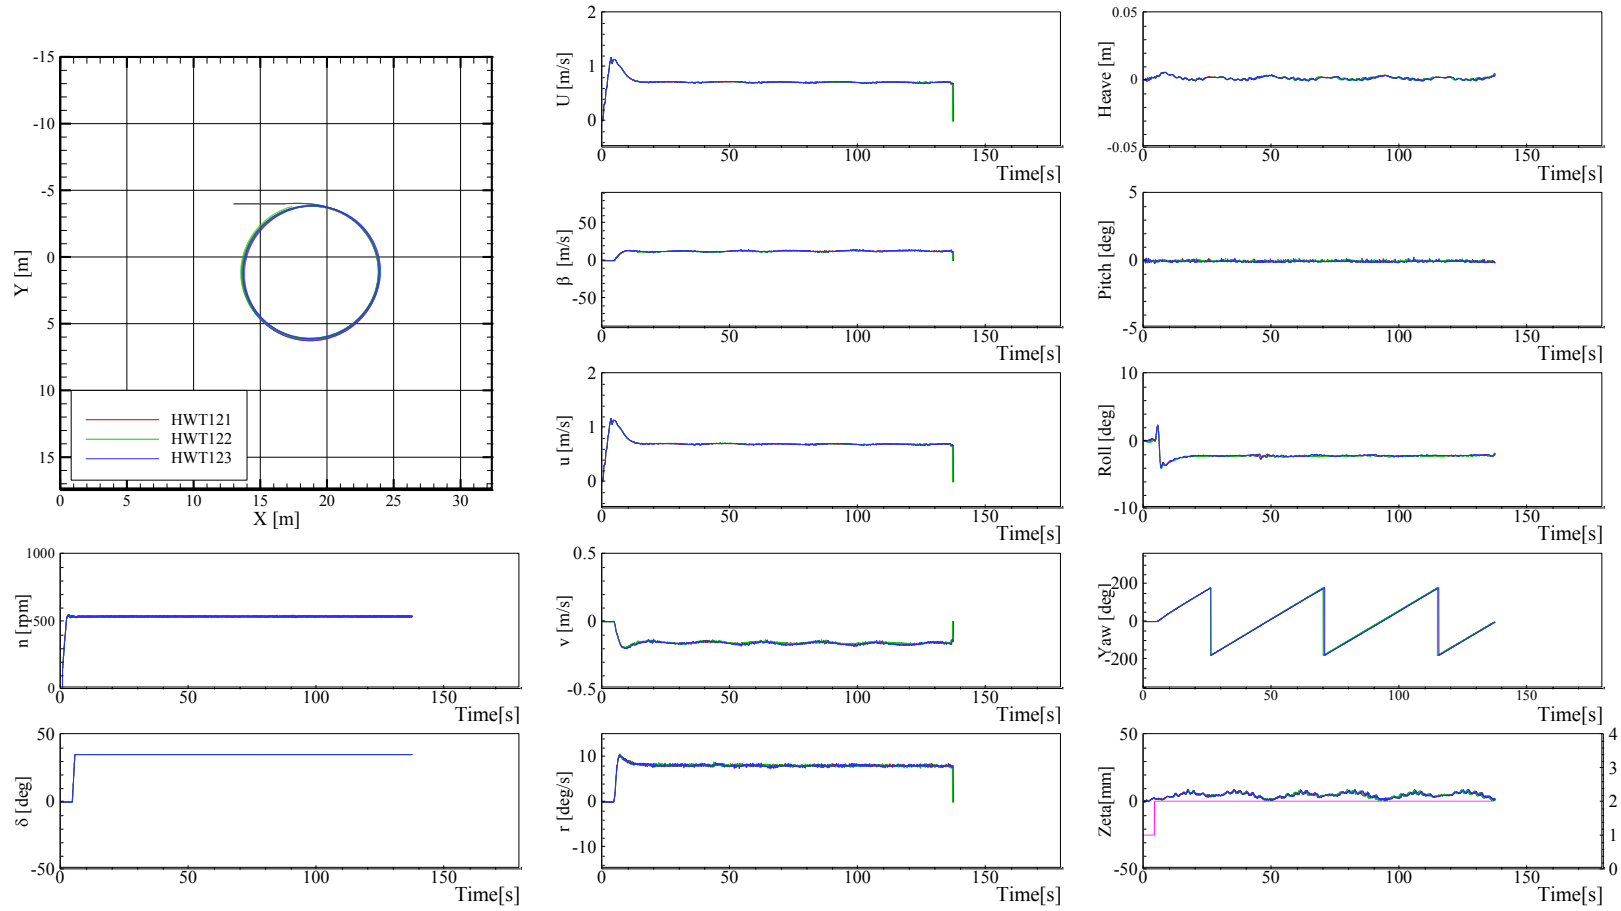 -15
-10
-5
0
5
10
15
Y [m]
HWT121
HWT122
HWT123
0 5 10 15 20 25 30
X [m]
1000
500
0
n [rpm]
0 50 100 150
Time[s]
50
0
-50
δ [deg]
0 50 100 150
Time[s]
2
1
0
U [m/s]
0 50 100 150
Time[s]
50
0
-50
β [m/s]
0 50 100 150
Time[s]
2
1
0
u [m/s]
0 50 100 150
Time[s]
0.5
0
-0.5
v [m/s]
0 50 100 150
Time[s]
10
0
-10
r [deg/s]
0 50 100 150
Time[s]
0.05
0
-0.05
Heave [m]
0 50 100 150
Time[s]
5
0
-5
Pitch [deg]
0 50 100 150
Time[s]
10
0
-10
Roll [deg]
0 50 100 150
Time[s]
200
0
-200
Yaw [deg]
0 50 100 150
Time[s]
50
0
-50
Zeta[mm]
4
3
2
1
0
0 50 100 150
Time[s]